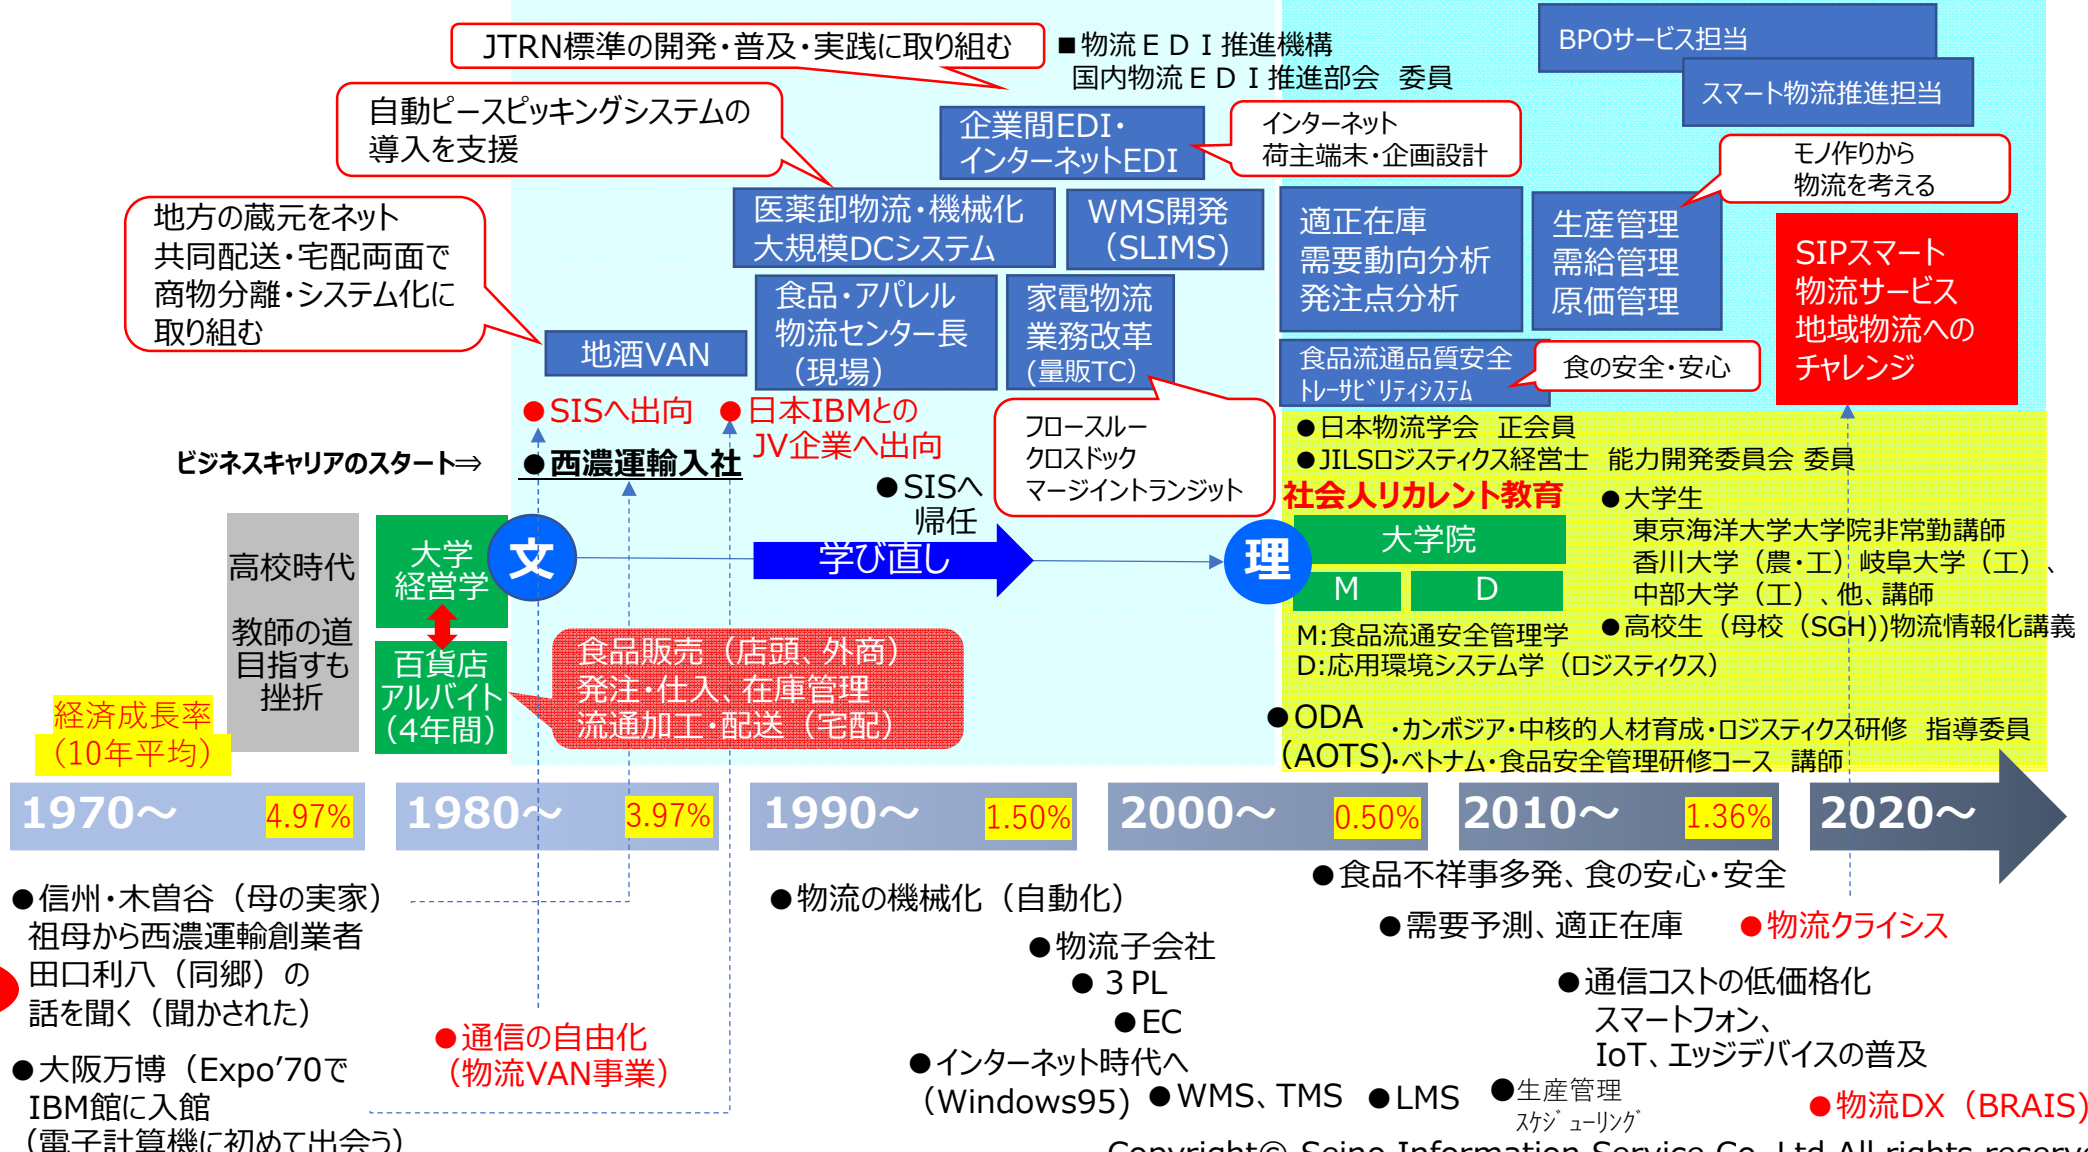 JTRN標準の開発・普及・実践に取り組む
■物流ＥＤＩ推進機構
国内物流ＥＤＩ推進部会　委員
BPOサービス担当
スマート物流推進担当
自動ピースピッキングシステムの
導入を支援
企業間EDI・
インターネットEDI
インターネット
荷主端末・企画設計
モノ作りから
物流を考える
地方の蔵元をネット
共同配送・宅配両面で
商物分離・システム化に
取り組む
医薬卸物流・機械化
大規模DCシステム
WMS開発
（SLIMS）
適正在庫
需要動向分析
発注点分析
生産管理
需給管理
原価管理
SIPスマート
物流サービス
地域物流への
チャレンジ
地酒VAN
食品・アパレル
物流センター長
（現場）
家電物流
業務改革
(量販TC）
食品流通品質安全
ﾄﾚｰｻﾋﾞﾘﾃｨｼｽﾃﾑ
食の安全・安心
●SISへ出向
●日本IBMとの
JV企業へ出向
フロースルー
クロスドック
マージイントランジット
●日本物流学会　正会員
●JILSロジスティクス経営士　能力開発委員会 委員
ビジネスキャリアのスタート⇒
●西濃運輸入社
●SISへ
帰任
社会人リカレント教育
●大学生
東京海洋大学大学院非常勤講師
香川大学（農・工）岐阜大学（工）、
中部大学（工）、他、講師
●高校生（母校（SGH))物流情報化講義
高校時代
教師の道
目指すも
挫折
大学
経営学
文
学び直し
理
大学院
M
D
M:食品流通安全管理学
D:応用環境システム学（ロジスティクス）
百貨店
アルバイト
（4年間）
食品販売（店頭、外商）
発注・仕入、在庫管理
流通加工・配送（宅配）
●ODA
（AOTS）
・カンボジア・中核的人材育成・ロジスティクス研修　指導委員
・ベトナム・食品安全管理研修コース　講師
経済成長率
（10年平均）
1970～
4.97%
1980～
3.97%
1990～
1.50%
2000～
0.50%
2010～
1.36%
2020～
●信州・木曽谷（母の実家）
祖母から西濃運輸創業者
田口利八（同郷）の
話を聞く（聞かされた）
●大阪万博（Expo’70で
IBM館に入館
（電子計算機に初めて出会う）
●通信の自由化
（物流VAN事業）
●物流の機械化（自動化）
●物流子会社
●３PL
●EC
●インターネット時代へ
（Windows95）
●WMS、TMS
●LMS
●生産管理
ｽｹｼﾞｭｰﾘﾝｸﾞ
●食品不祥事多発、食の安心・安全
●需要予測、適正在庫
●物流クライシス
●通信コストの低価格化
スマートフォン、
IoT、エッジデバイスの普及
●物流DX（BRAIS）
Copyright© Seino Information Service Co.,Ltd All rights reserve